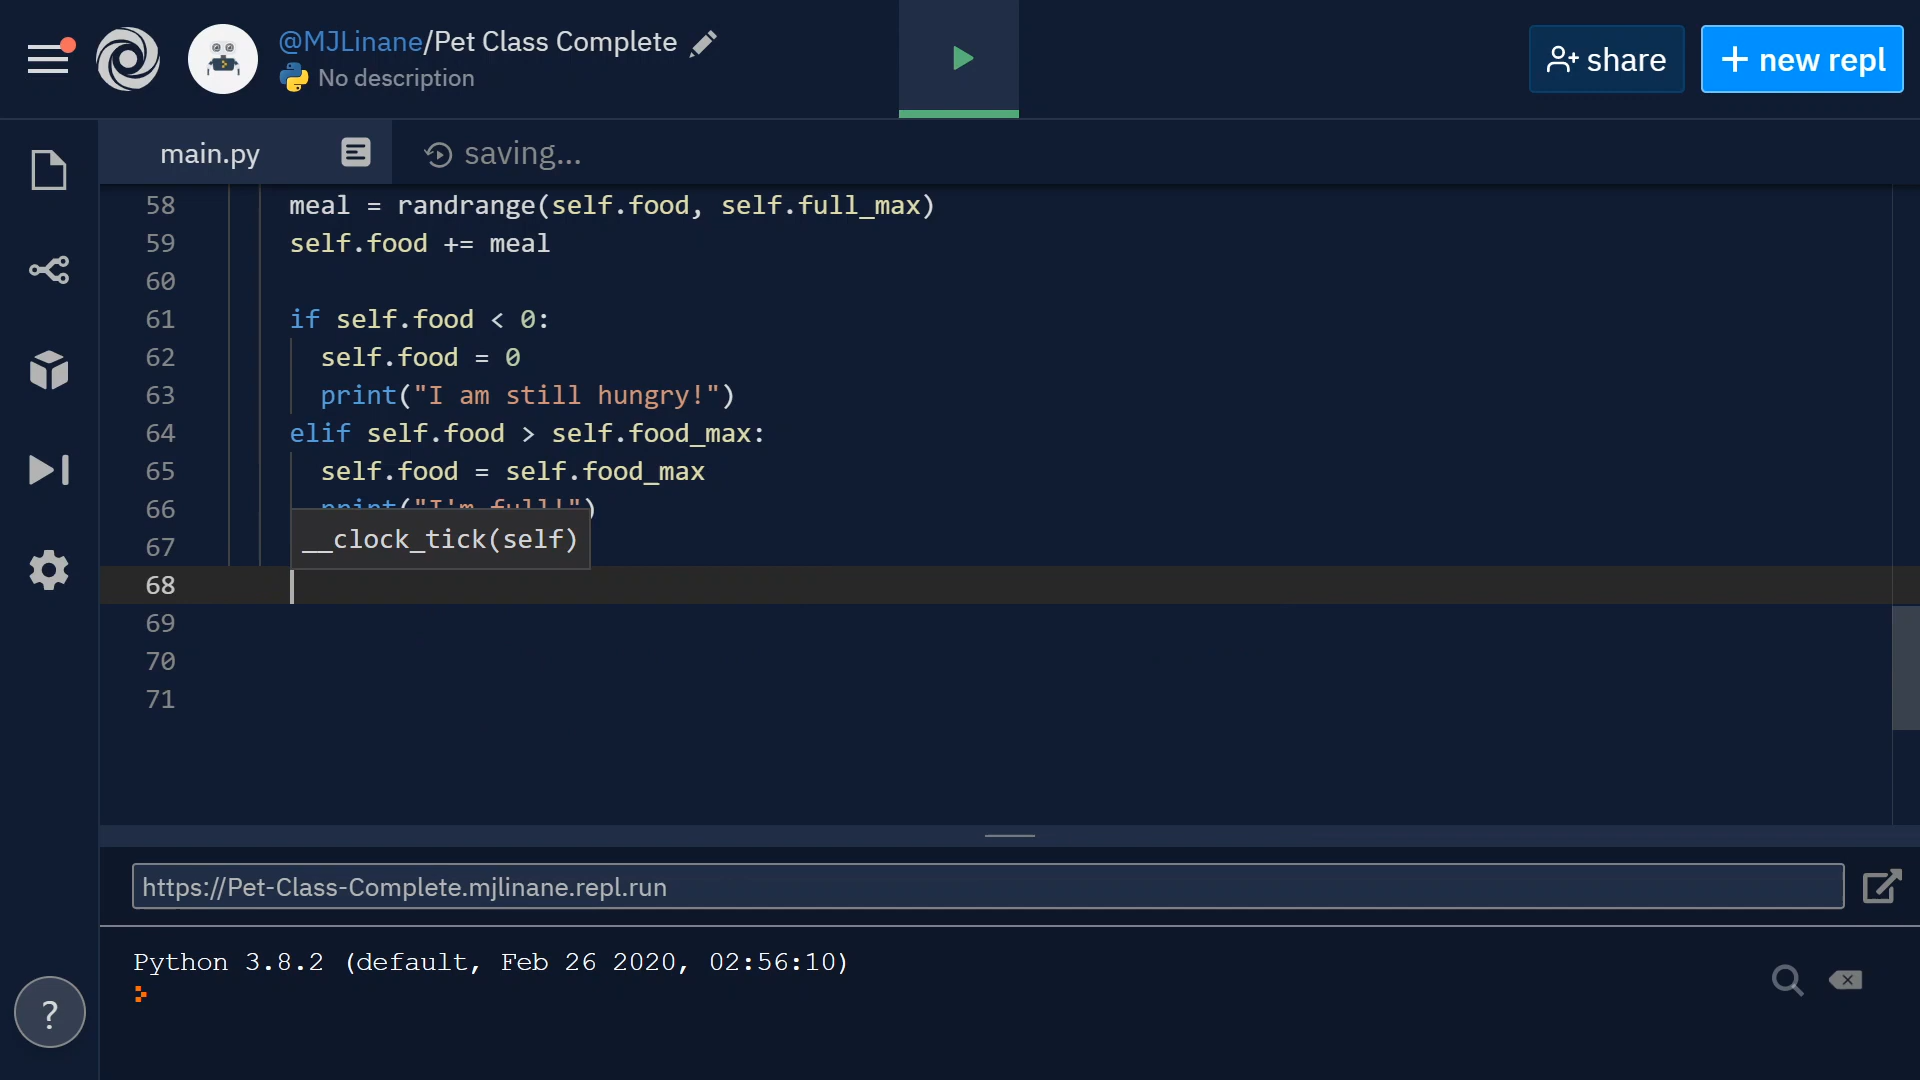 @MJLinane/Pet Class Complete
No description
share
+ new repl
main.py
saving...
58 meal = randrange(self.food, self.full_max)
59 self.food += meal
60
61 if self.food < 0:
62 self.food = 0
63 print("I am still hungry!")
64 elif self.food > self.food_max:
65 self.food = self.food_max
66 print("I'm full!")
67 __clock_tick(self)
68
69
70
71
https://Pet-Class-Complete.mjlinane.repl.run
Python 3.8.2 (default, Feb 26 2020, 02:56:10)
?